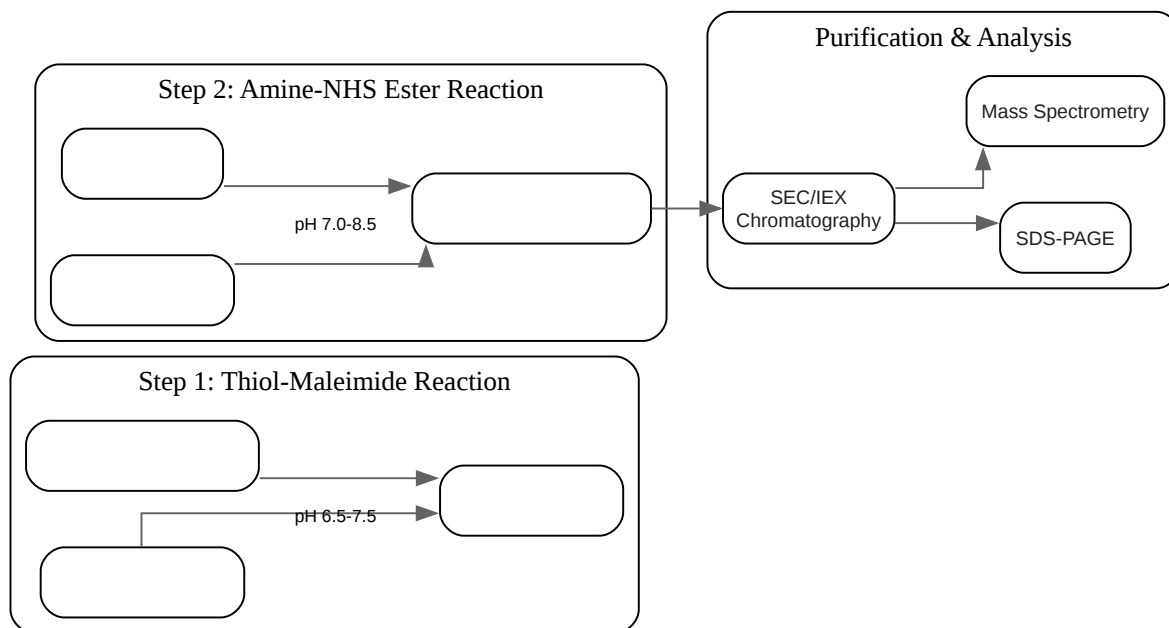 Purification & Analysis
Mass Spectrometry
SEC/IEX
Chromatography
SDS-PAGE
Step 2: Amine-NHS Ester Reaction
pH 7.0-8.5
Step 1: Thiol-Maleimide Reaction
pH 6.5-7.5